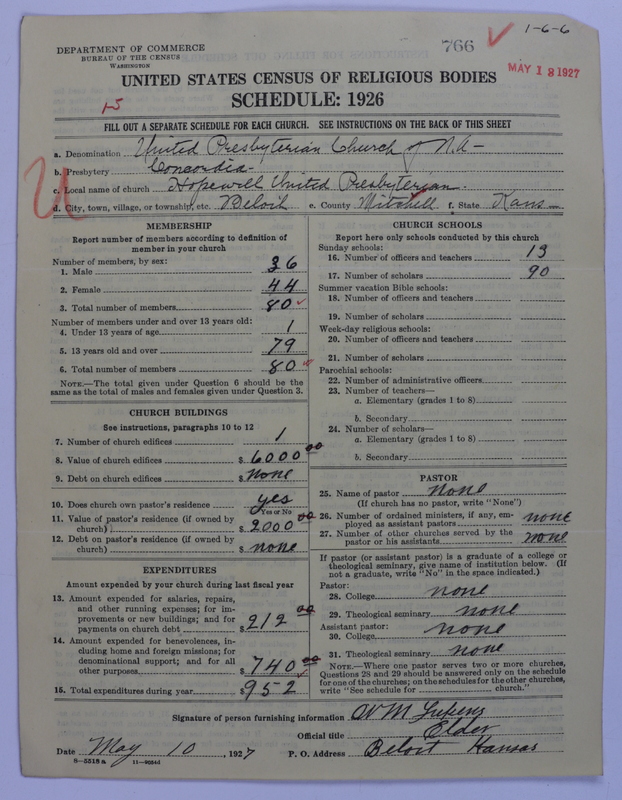 1-6-6
766
MAY 18 1927
DEPARTMENT OF COMMERCE
BUREAU OF THE CENSUS
WASHINGTON
UNITED STATES CENSUS OF RELIGIOUS BODIES
15
SCHEDULE: 1926
FILL OUT A SEPARATE SCHEDULE FOR EACH CHURCH. SEE INSTRUCTIONS ON THE BACK OF THIS SHEET
a. Denomination United Presbyterian Church of N.A-
b. Presbytery Concordia-
c. Local name of church Hopewell United Presbyterian.
d. City, town, village, or township, etc. Beloit e. County Mitchell f. State Kans-
MEMBERSHIP
Report number of members according to definition of
member in your church
Number of members, by sex:
1. Male 36
2. Female 44
3. Total number of members 80
Number of members under and over 13 years old:
4. Under 13 years of age 1
5. 13 years old and over 79
6. Total number of members 80
NOTE.—The total given under Question 6 should be the
same as the total of males and females given under Question 3.
CHURCH BUILDINGS
See instructions, paragraphs 10 to 12
7. Number of church edifices 1
8. Value of church edifices $ 6000 00
9. Debt on church edifices $ None
10. Does church own pastor's residence yes
Yes or No
11. Value of pastor's residence (if owned by
church) $ 2000 00
12. Debt on pastor's residence (if owned by
church) $ none
EXPENDITURES
Amount expended by your church during last fiscal year
13. Amount expended for salaries, repairs,
and other running expenses; for im-
provements or new buildings; and for
payments on church debt $ 212 00
14. Amount expended for benevolences, in-
cluding home and foreign missions; for
denominational support; and for all
other purposes $ 740 00
15. Total expenditures during year $ 952
CHURCH SCHOOLS
Report here only schools conducted by this church
Sunday schools:
16. Number of officers and teachers 13
17. Number of scholars 90
Summer vacation Bible schools:
18. Number of officers and teachers
19. Number of scholars
Week-day religious schools:
20. Number of officers and teachers
21. Number of scholars
Parochial schools:
22. Number of administrative officers
23. Number of teachers—
a. Elementary (grades 1 to 8)
b. Secondary
24. Number of scholars—
a. Elementary (grades 1 to 8)
b. Secondary
PASTOR
25. Name of pastor none
(If church has no pastor, write "None")
26. Number of ordained ministers, if any, em-
ployed as assistant pastors none
27. Number of other churches served by the
pastor or his assistants none
If pastor (or assistant pastor) is a graduate of a college or
theological seminary, give name of institution below. (If
not a graduate, write "No" in the space indicated.)
Pastor:
28. College none
29. Theological seminary none
Assistant pastor:
30. College none
31. Theological seminary none
NOTE.—Where one pastor serves two or more churches,
Questions 28 and 29 should be answered only on the schedule
for one of the churches; on the schedules for the other churches,
write "See schedule for church."
Signature of person furnishing information WM
Official title Elder
Date May 10, 1927 P. O. Address Beloit Kansas
8-5318 a